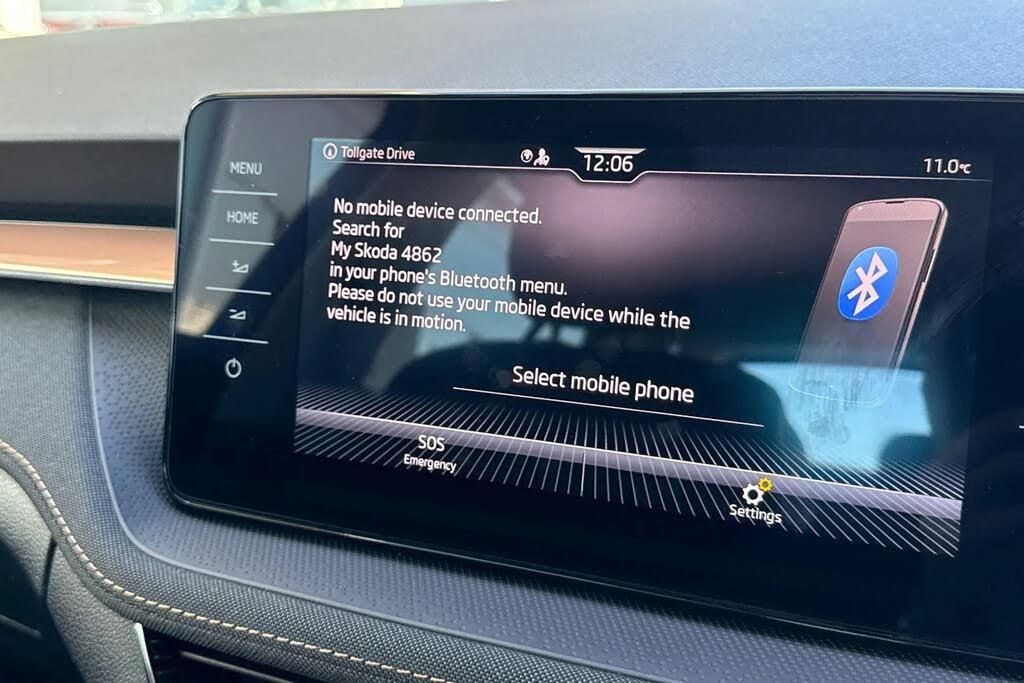 Tollgate Drive
12:06
11.0°C
MENU
HOME
No mobile device connected.
Search for
My Skoda 4862
in your phone's Bluetooth menu.
Please do not use your mobile device while the
vehicle is in motion.
Select mobile phone
SOS
Emergency
Settings